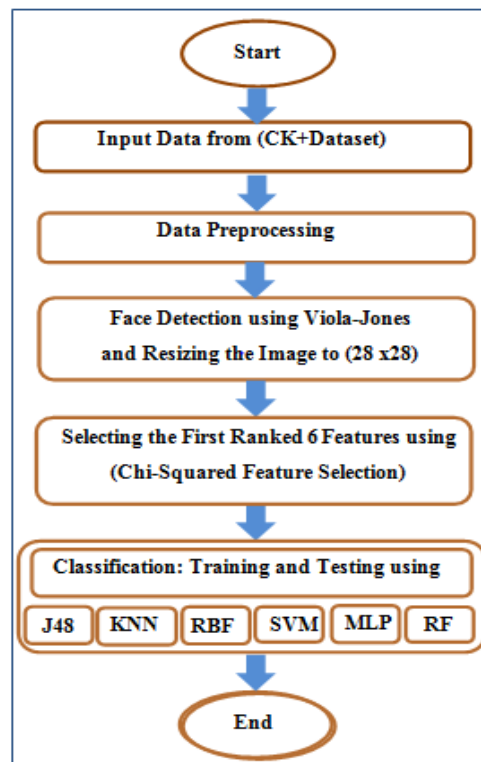 Start
Input Data from (CK+Dataset)
Data Preprocessing
Face Detection using Viola-Jones
and Resizing the Image to (28 x28)
Selecting the First Ranked 6 Features using
(Chi-Squared Feature Selection)
Classification: Training and Testing using
J48 KNN RBF SVM MLP RF
End